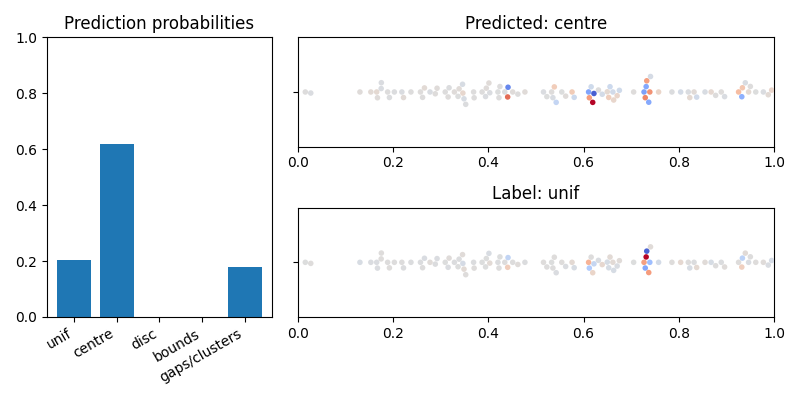 Prediction probabilities
1.0
0.8
0.6
0.4
0.2
0.0
unif
centre
disc
bounds
gaps/clusters
Predicted: centre
0.0 0.2 0.4 0.6 0.8 1.0
Label: unif
0.0 0.2 0.4 0.6 0.8 1.0